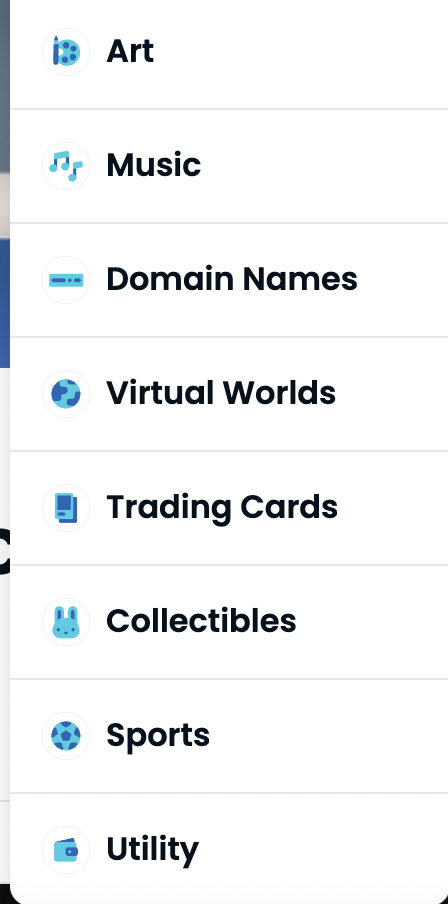 Art
Music
Domain Names
Virtual Worlds
Trading Cards
Collectibles
Sports
Utility